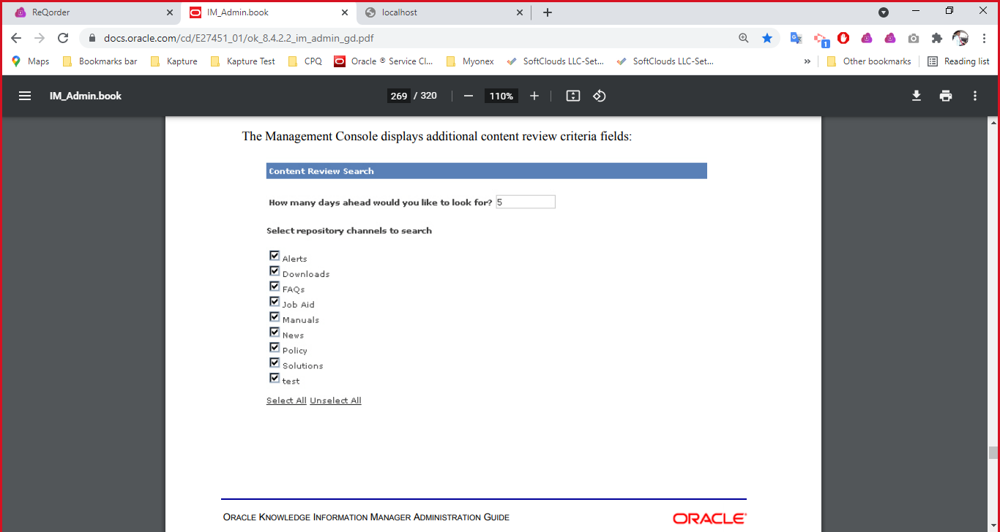 ReQorder
IM_Admin.book
localhost
docs.oracle.com/cd/E27451_01/ok_8.4.2.2_im_admin_gd.pdf
1
Maps
Bookmarks bar
Kapture
Kapture Test
CPQ
Oracle ® Service Cl...
Myonex
SoftClouds LLC-Set...
SoftClouds LLC-Set...
»
Other bookmarks
Reading list
IM_Admin.book
269 / 320
110%
The Management Console displays additional content review criteria fields:
Content Review Search
How many days ahead would you like to look for? 5
Select repository channels to search
Alerts
Downloads
FAQs
Job Aid
Manuals
News
Policy
Solutions
test
Select All Unselect All
ORACLE KNOWLEDGE INFORMATION MANAGER ADMINISTRATION GUIDE
ORACLE